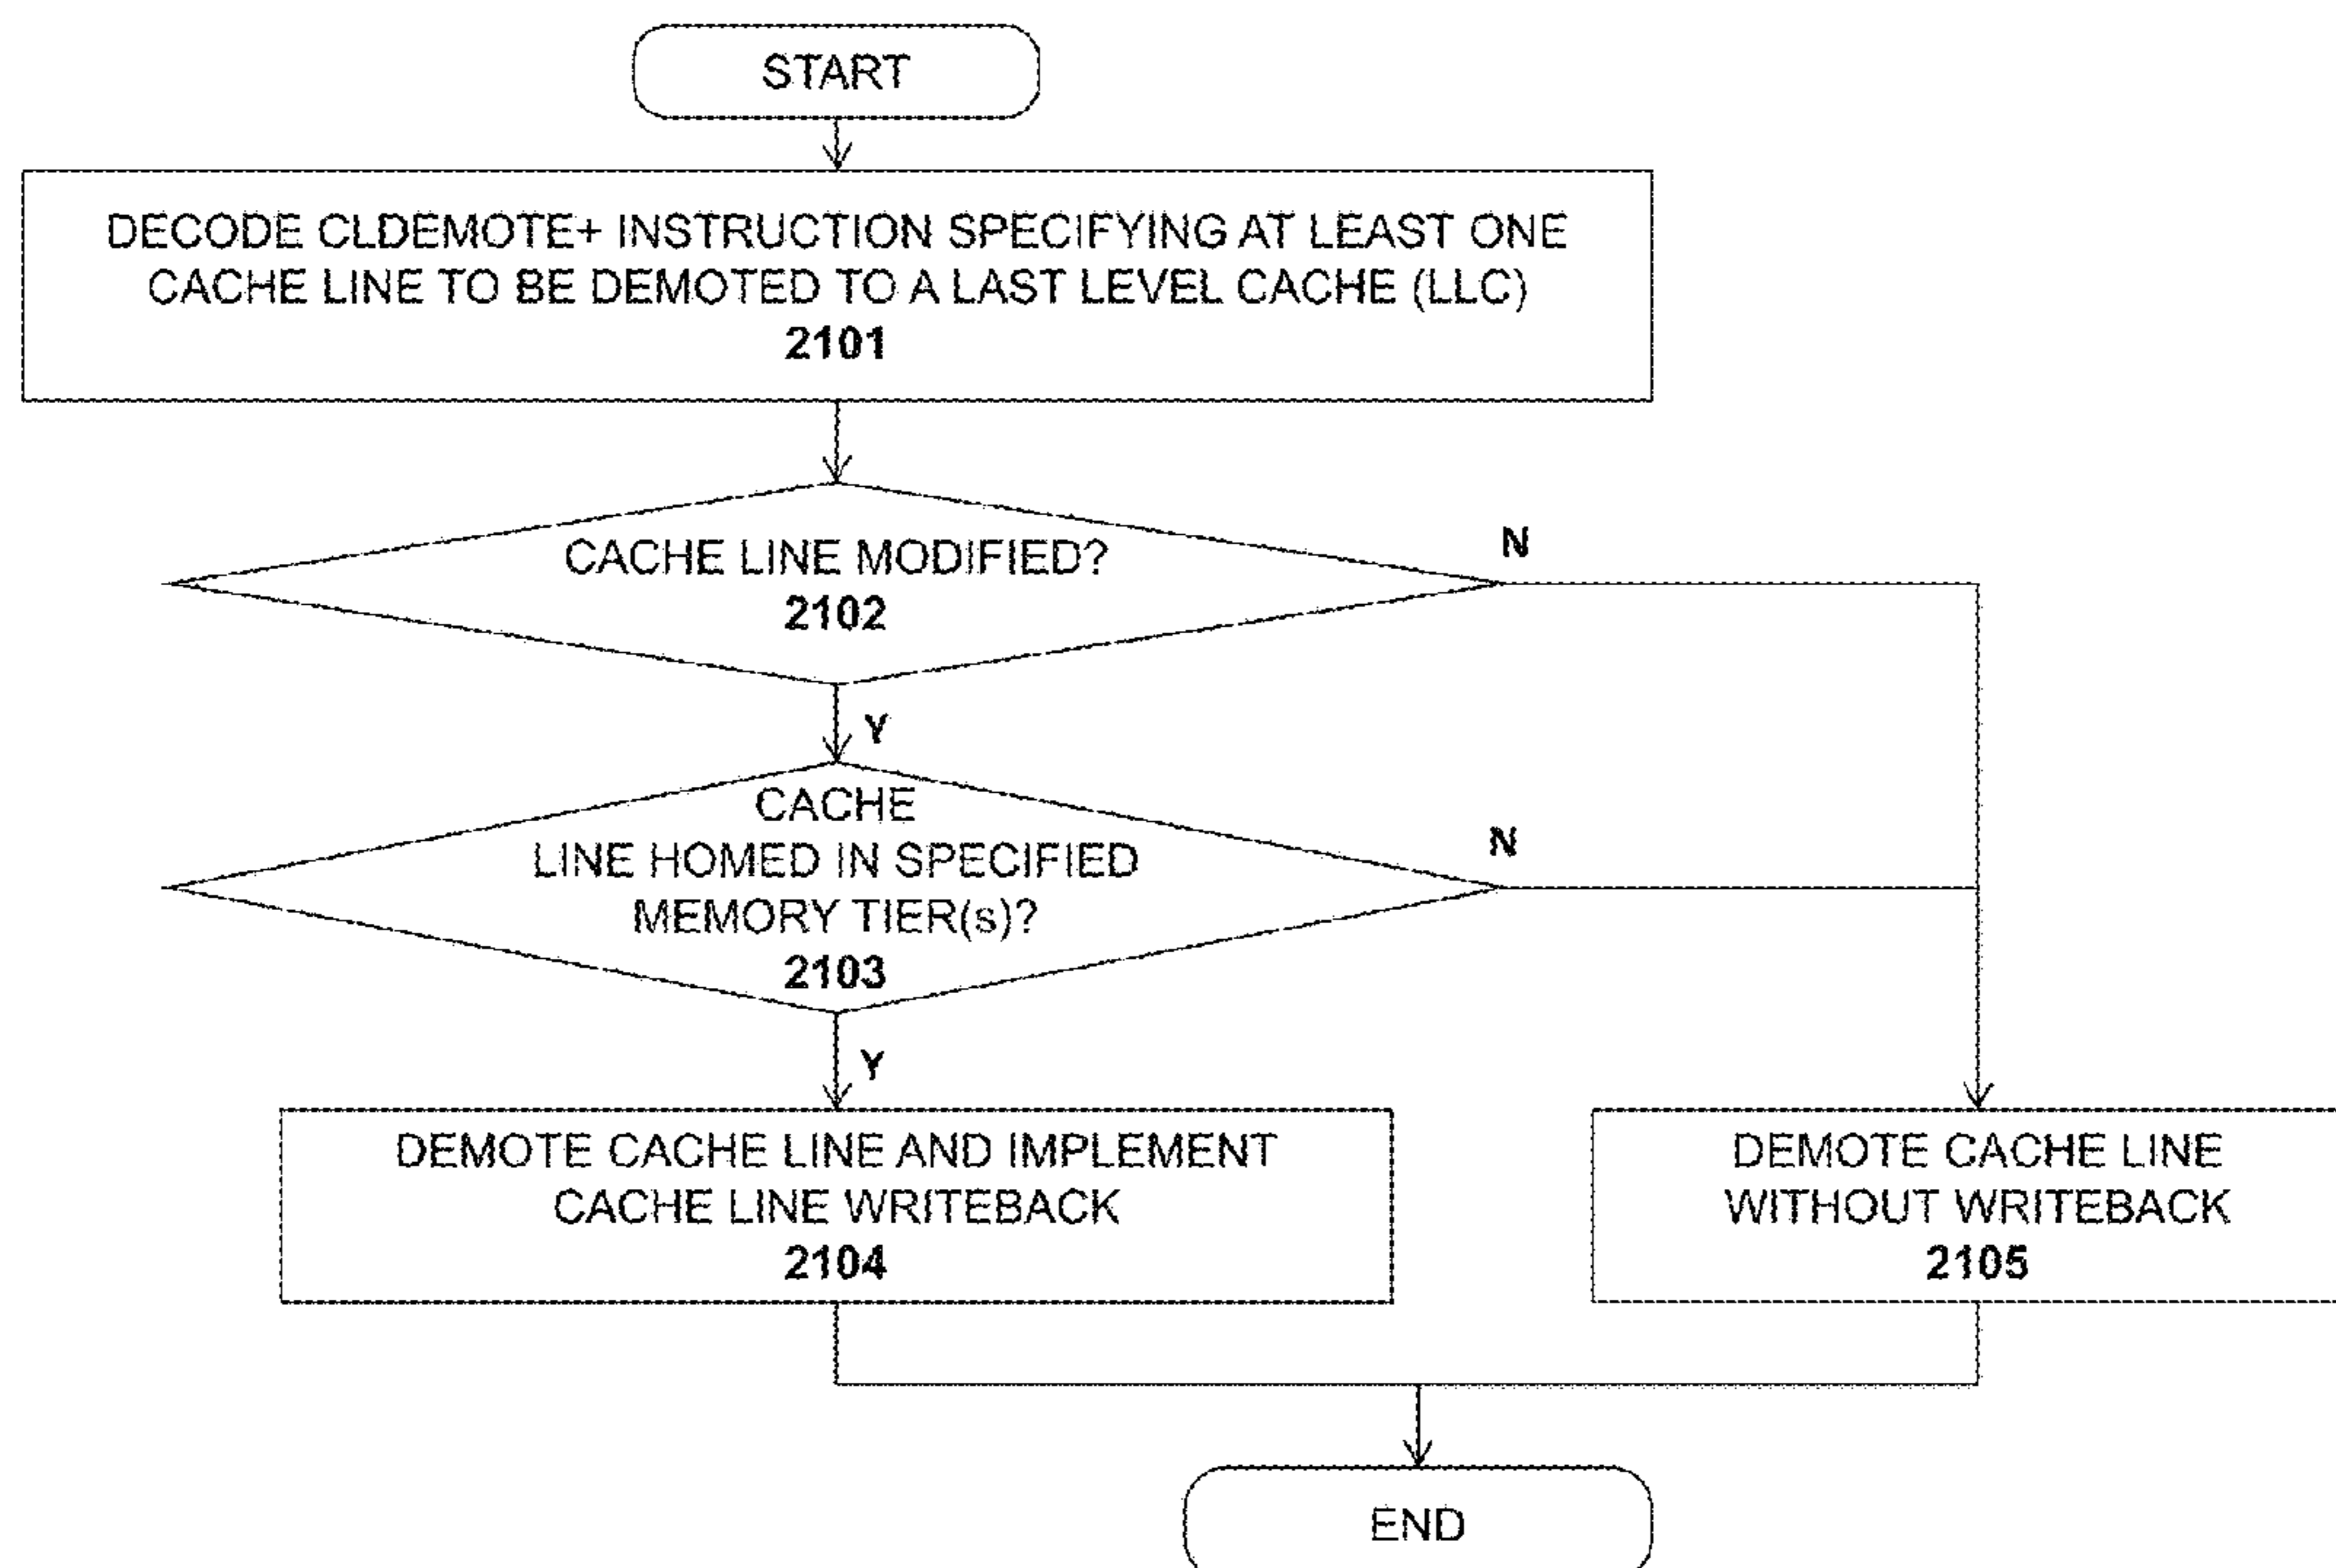 START
DECODE CLDEMOTE+ INSTRUCTION SPECIFYING AT LEAST ONE
CACHE LINE TO BE DEMOTED TO A LAST LEVEL CACHE (LLC)
2101
CACHE LINE MODIFIED?
2102
N
Y
CACHE
LINE HOMED IN SPECIFIED
MEMORY TIER(s)?
2103
N
Y
DEMOTE CACHE LINE AND IMPLEMENT
CACHE LINE WRITEBACK
2104
DEMOTE CACHE LINE
WITHOUT WRITEBACK
2105
END